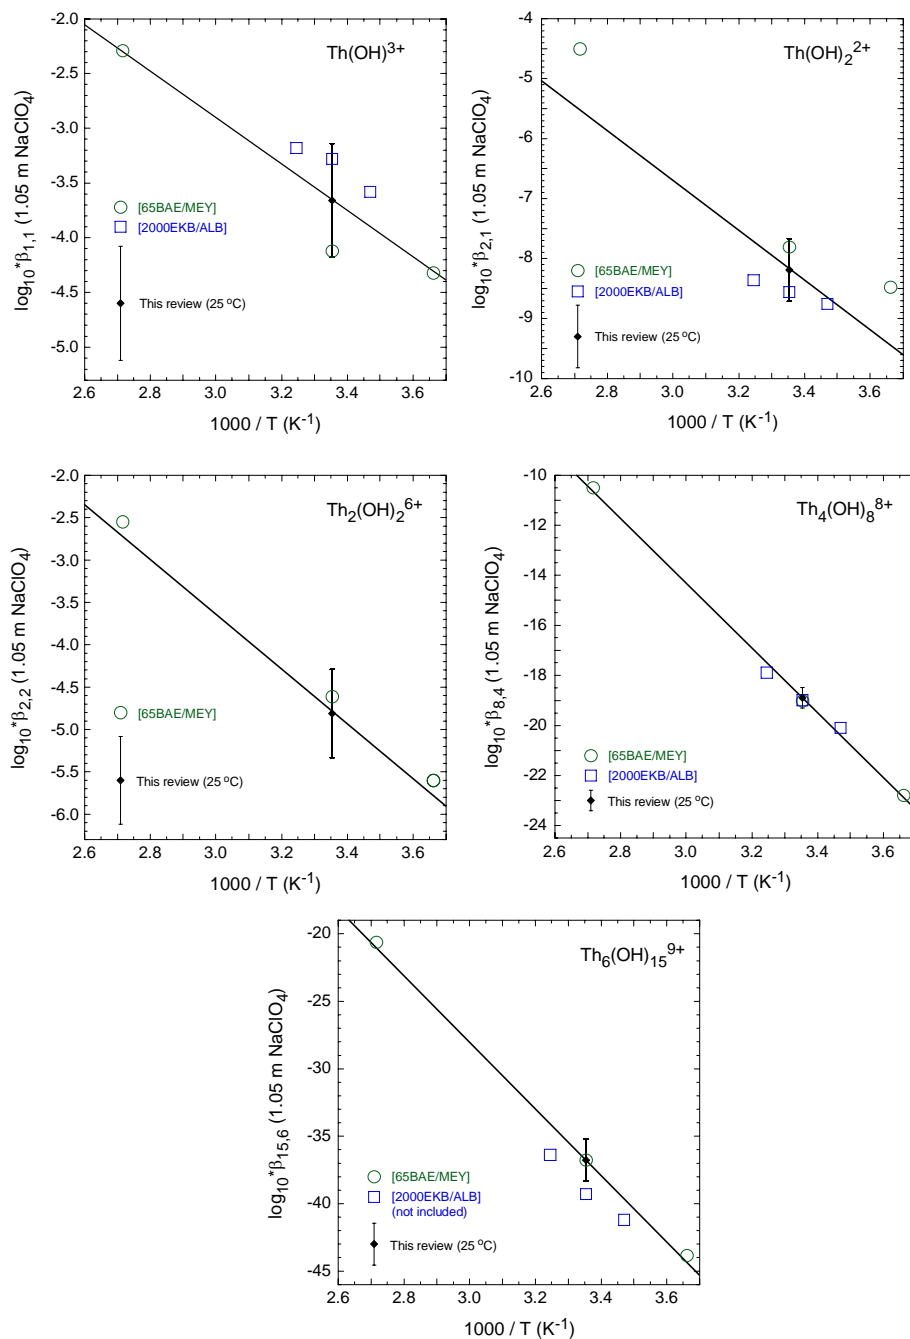 Th(OH)³⁺
log₁₀*β₁,₁ (1.05 m NaClO₄)
-2.0
-2.5
-3.0
-3.5
-4.0
-4.5
-5.0
[65BAE/MEY]
[2000EKB/ALB]
This review (25 °C)
2.6 2.8 3.0 3.2 3.4 3.6
1000 / T (K⁻¹)
Th(OH)₂²⁺
log₁₀*β₂,₁ (1.05 m NaClO₄)
-4
-5
-6
-7
-8
-9
-10
[65BAE/MEY]
[2000EKB/ALB]
This review (25 °C)
2.6 2.8 3.0 3.2 3.4 3.6
1000 / T (K⁻¹)
Th₂(OH)₂⁶⁺
log₁₀*β₂,₂ (1.05 m NaClO₄)
-2.0
-2.5
-3.0
-3.5
-4.0
-4.5
-5.0
-5.5
-6.0
[65BAE/MEY]
This review (25 °C)
2.6 2.8 3.0 3.2 3.4 3.6
1000 / T (K⁻¹)
Th₄(OH)₈⁸⁺
log₁₀*β₈,₄ (1.05 m NaClO₄)
-10
-12
-14
-16
-18
-20
-22
-24
[65BAE/MEY]
[2000EKB/ALB]
This review (25 °C)
2.6 2.8 3.0 3.2 3.4 3.6
1000 / T (K⁻¹)
Th₆(OH)₁₅⁹⁺
log₁₀*β₁₅,₆ (1.05 m NaClO₄)
-20
-25
-30
-35
-40
-45
[65BAE/MEY]
[2000EKB/ALB]
(not included)
This review (25 °C)
2.6 2.8 3.0 3.2 3.4 3.6
1000 / T (K⁻¹)